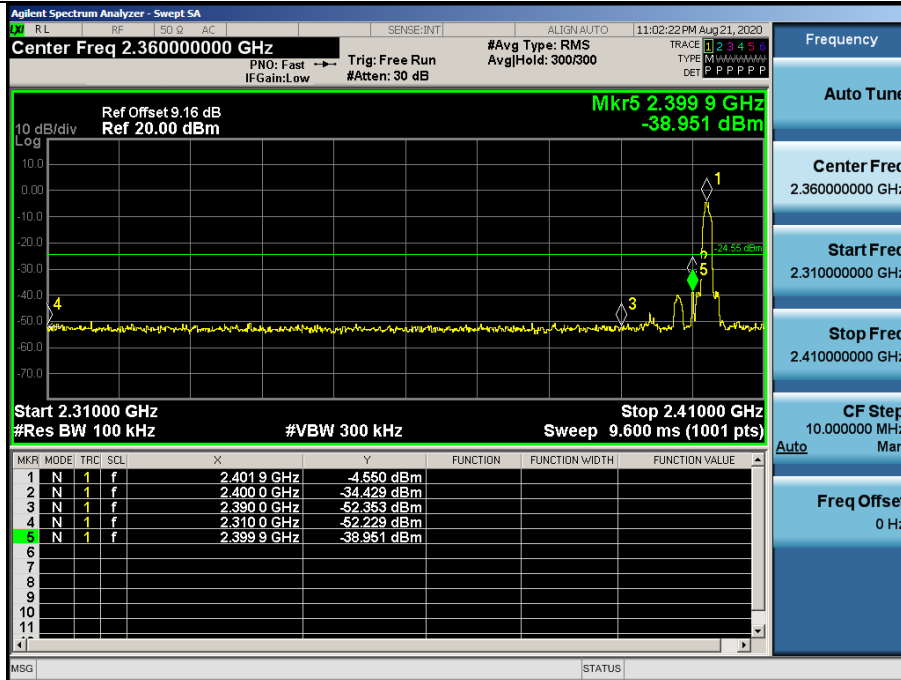 Agilent Spectrum Analyzer - Swept SA
LXI RL RF 50 Ω AC SENSE:INT ALIGN AUTO 11:02:22 PM Aug 21, 2020
Center Freq 2.360000000 GHz
PNO: Fast
IFGain:Low
Trig: Free Run
#Atten: 30 dB
#Avg Type: RMS
Avg|Hold: 300/300
TRACE 1 2 3 4 5 6
TYPE M WWWWW
DET P P P P P P
Mkr5 2.399 9 GHz
-38.951 dBm
Ref Offset 9.16 dB
10 dB/div Ref 20.00 dBm
Log
10.0
0.00
-10.0
-20.0
-30.0
-40.0
-50.0
-60.0
-70.0
1
-24.55 dBm
5
4
3
Start 2.31000 GHz Stop 2.41000 GHz
#Res BW 100 kHz #VBW 300 kHz Sweep 9.600 ms (1001 pts)
MKR MODE TRC SCL X Y FUNCTION FUNCTION WIDTH FUNCTION VALUE
1 N 1 f 2.401 9 GHz -4.550 dBm
2 N 1 f 2.400 0 GHz -34.429 dBm
3 N 1 f 2.390 0 GHz -52.353 dBm
4 N 1 f 2.310 0 GHz -52.229 dBm
5 N 1 f 2.399 9 GHz -38.951 dBm
6
7
8
9
10
11
MSG STATUS
Frequency
Auto Tune
Center Freq
2.360000000 GHz
Start Freq
2.310000000 GHz
Stop Freq
2.410000000 GHz
CF Step
10.000000 MHz
Auto Man
Freq Offset
0 Hz